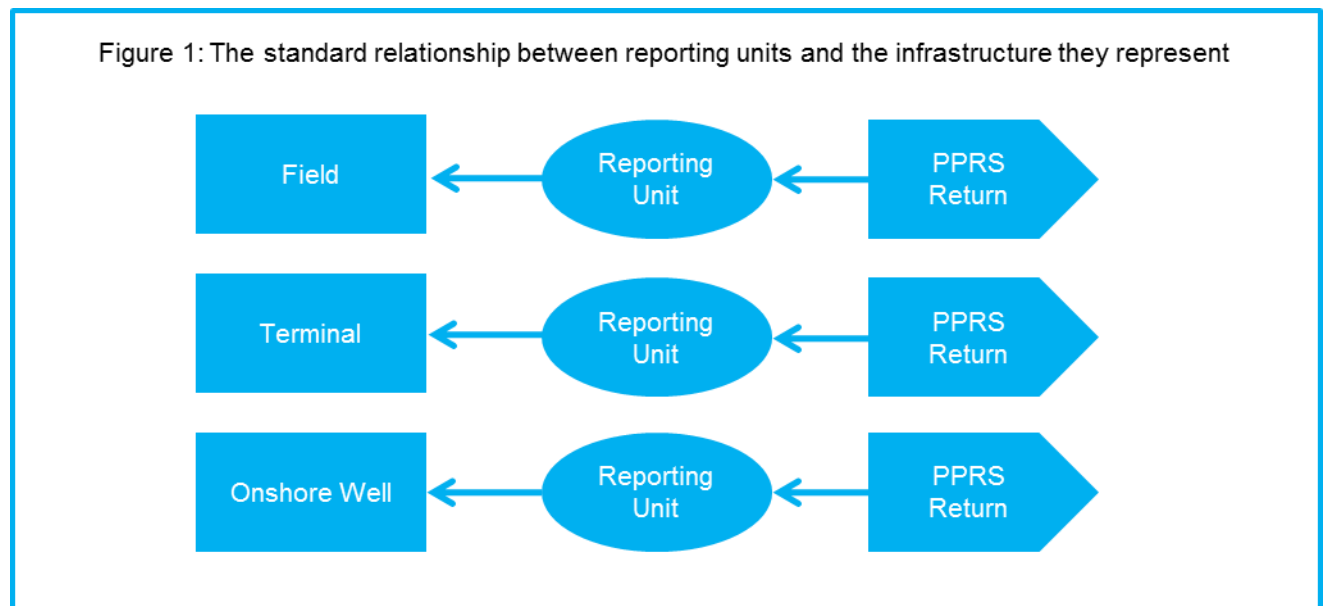 Figure 1: The standard relationship between reporting units and the infrastructure they represent
Field
Reporting
Unit
PPRS
Return
Terminal
Reporting
Unit
PPRS
Return
Onshore Well
Reporting
Unit
PPRS
Return